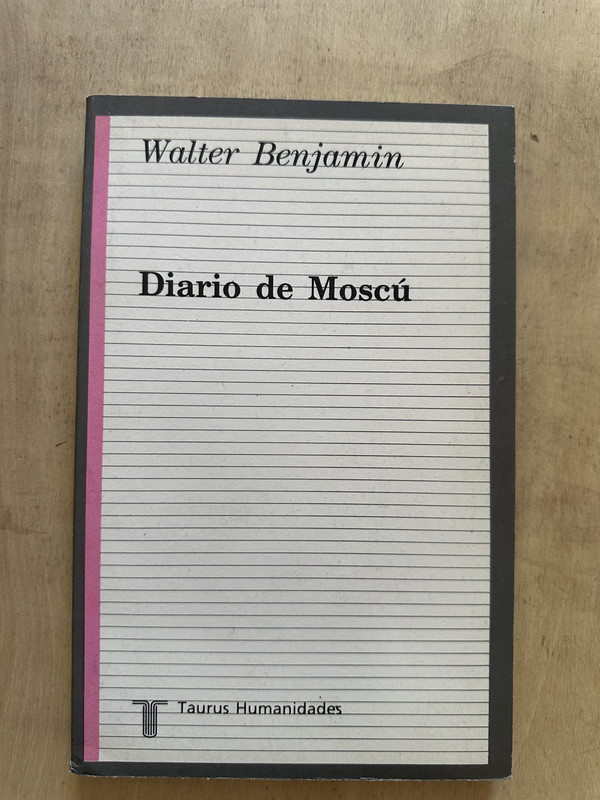 Walter Benjamin
Diario de Moscú
Taurus Humanidades